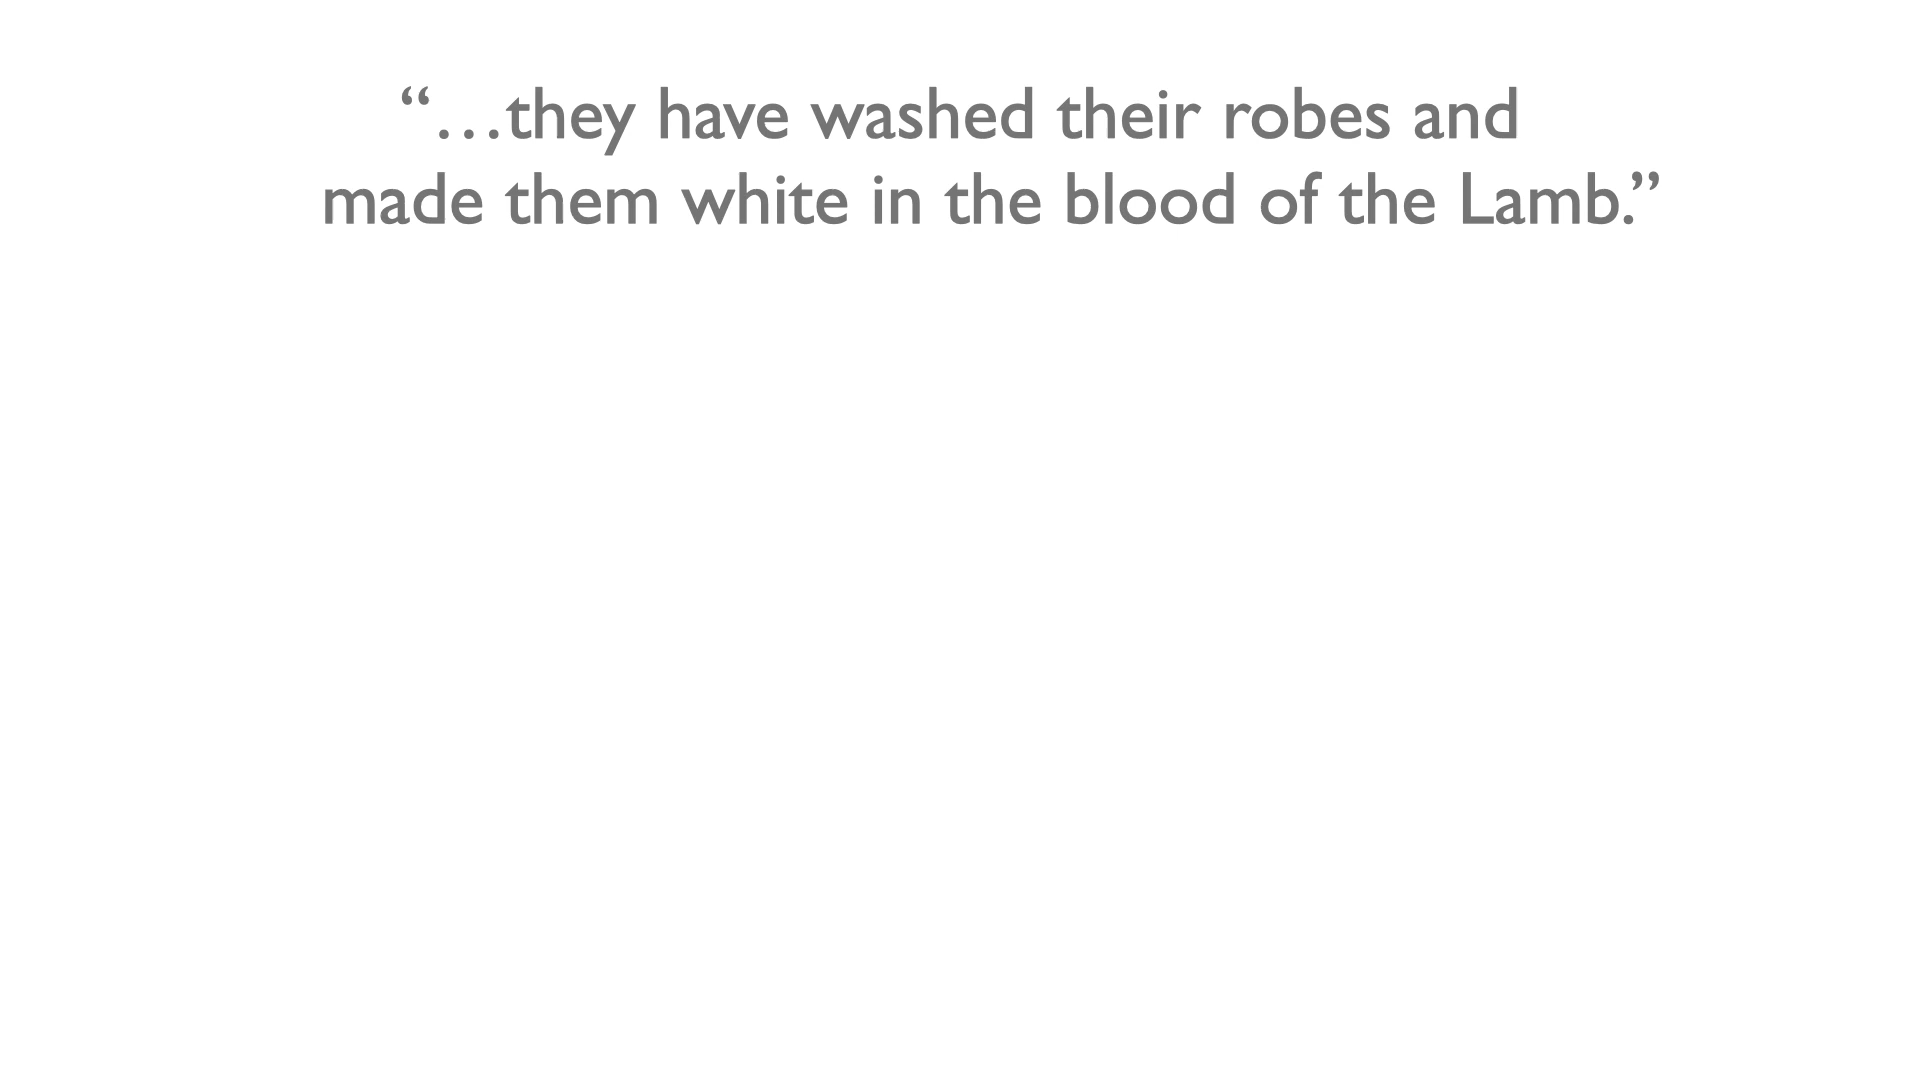 “…they have washed their robes and
made them white in the blood of the Lamb.”